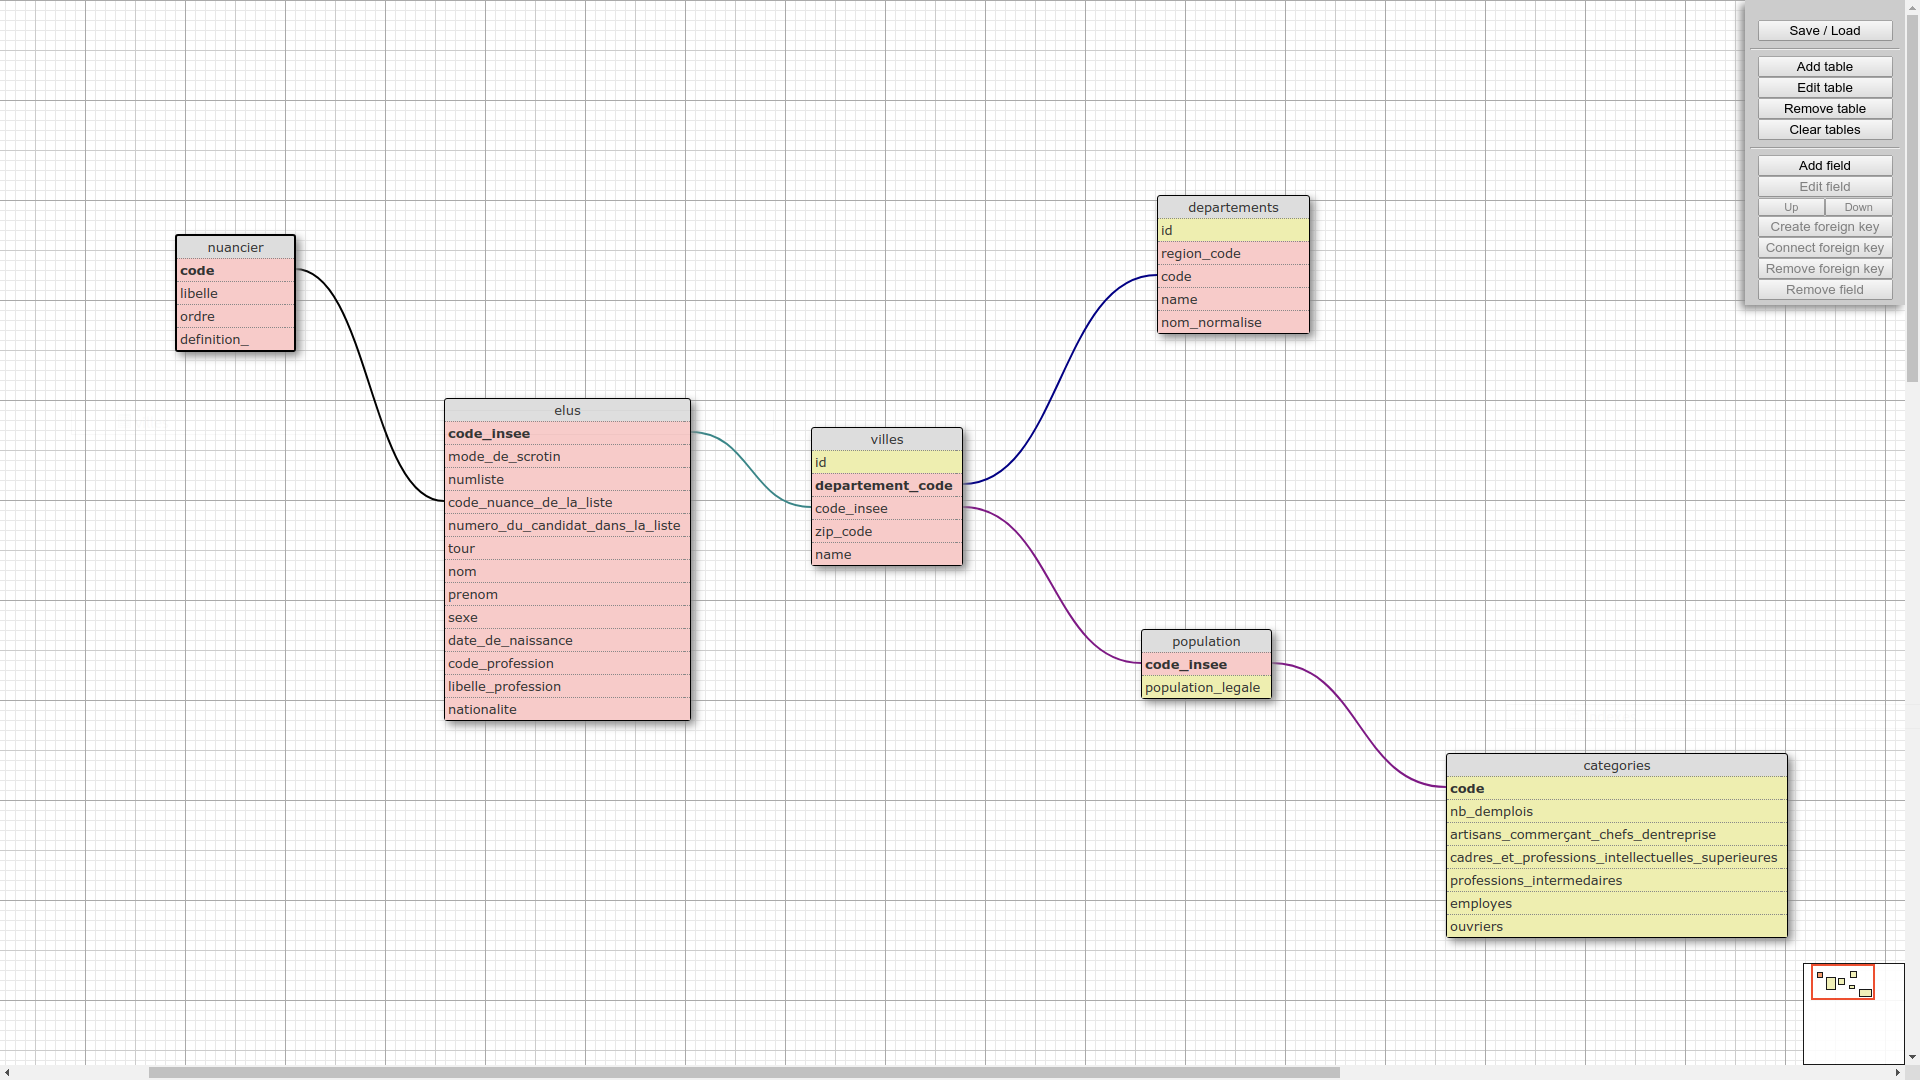 nuancier
code
libelle
ordre
definition_
elus
code_insee
mode_de_scrotin
numliste
code_nuance_de_la_liste
numero_du_candidat_dans_la_liste
tour
nom
prenom
sexe
date_de_naissance
code_profession
libelle_profession
nationalite
villes
id
departement_code
code_insee
zip_code
name
departements
id
region_code
code
name
nom_normalise
population
code_insee
population_legale
categories
code
nb_demplois
artisans_commerçant_chefs_dentreprise
cadres_et_professions_intellectuelles_superieures
professions_intermedaires
employes
ouvriers
Save / Load
Add table
Edit table
Remove table
Clear tables
Add field
Edit field
Up Down
Create foreign key
Connect foreign key
Remove foreign key
Remove field